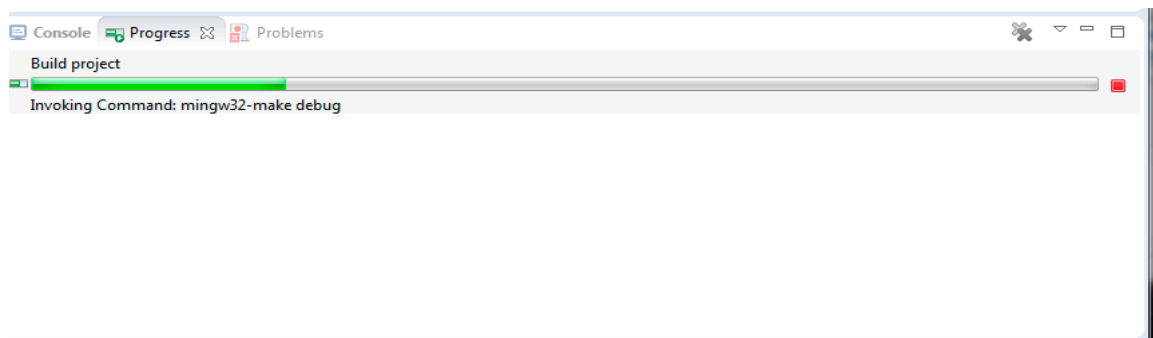 Console Progress Problems
Build project
Invoking Command: mingw32-make debug